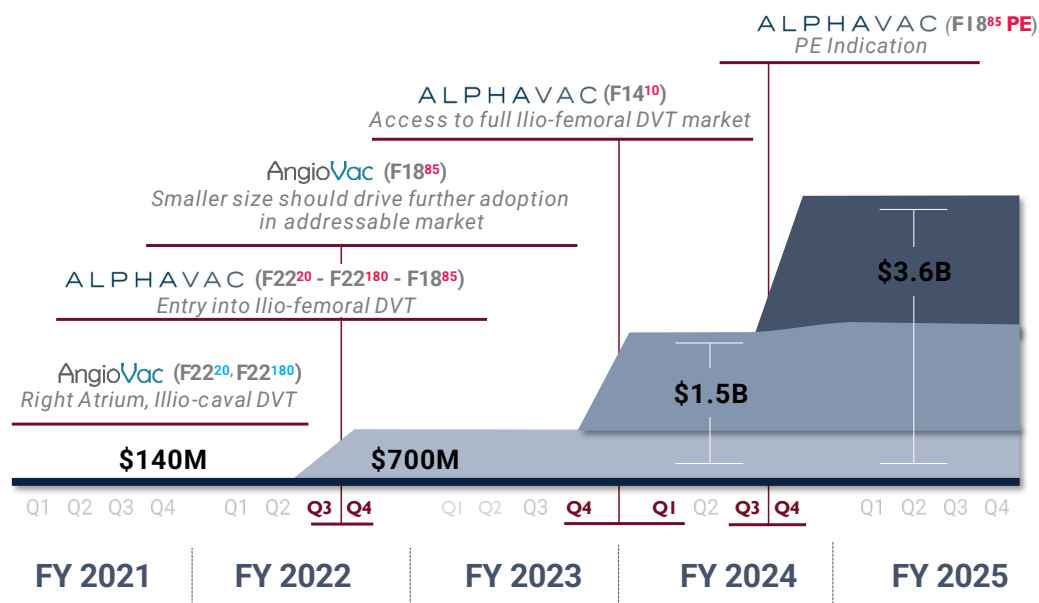 ALPHAVAC (F18⁸⁵ PE)
PE Indication
ALPHAVAC (F14¹⁰)
Access to full Ilio-femoral DVT market
AngioVac (F18⁸⁵)
Smaller size should drive further adoption
in addressable market
ALPHAVAC (F22²⁰ - F22¹⁸⁰ - F18⁸⁵)
Entry into Ilio-femoral DVT
AngioVac (F22²⁰, F22¹⁸⁰)
Right Atrium, Illio-caval DVT
$3.6B
$1.5B
$140M
$700M
Q1 Q2 Q3 Q4 Q1 Q2 Q3 Q4 Q1 Q2 Q3 Q4 Q1 Q2 Q3 Q4 Q1 Q2 Q3 Q4
FY 2021 FY 2022 FY 2023 FY 2024 FY 2025